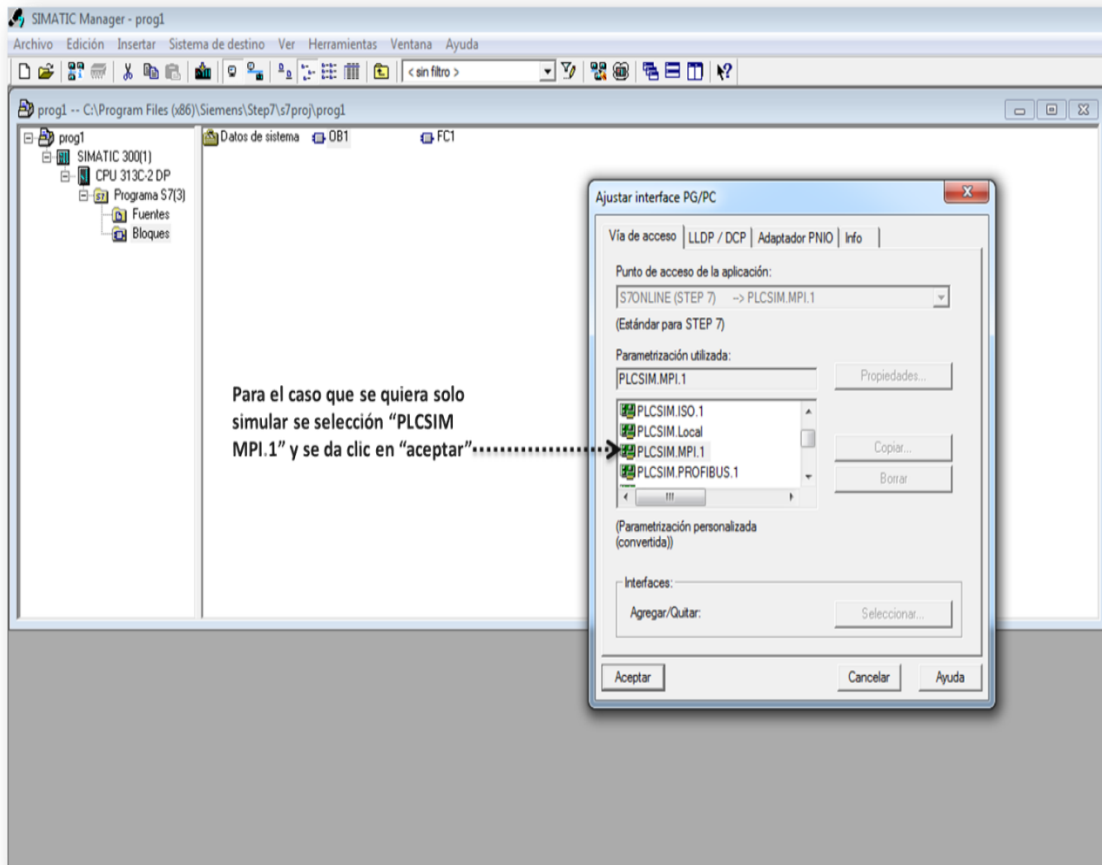 SIMATIC Manager - prog1
Archivo Edición Insertar Sistema de destino Ver Herramientas Ventana Ayuda
< sin filtro >
prog1 -- C:\Program Files (x86)\Siemens\Step7\s7proj\prog1
prog1
SIMATIC 300(1)
CPU 313C-2 DP
Programa S7(3)
Fuentes
Bloques
Datos de sistema OB1 FC1
Para el caso que se quiera solo
simular se selección “PLCSIM
MPI.1” y se da clic en “aceptar”
Ajustar interface PG/PC
Vía de acceso LLDP / DCP Adaptador PNIO Info
Punto de acceso de la aplicación:
S7ONLINE (STEP 7) --> PLCSIM.MPI.1
(Estándar para STEP 7)
Parametrización utilizada:
PLCSIM.MPI.1
Propiedades...
PLCSIM.ISO.1
PLCSIM.Local
PLCSIM.MPI.1
PLCSIM.PROFIBUS.1
Copiar...
Borrar
(Parametrización personalizada
(convertida))
Interfaces:
Agregar/Quitar:
Seleccionar...
Aceptar Cancelar Ayuda